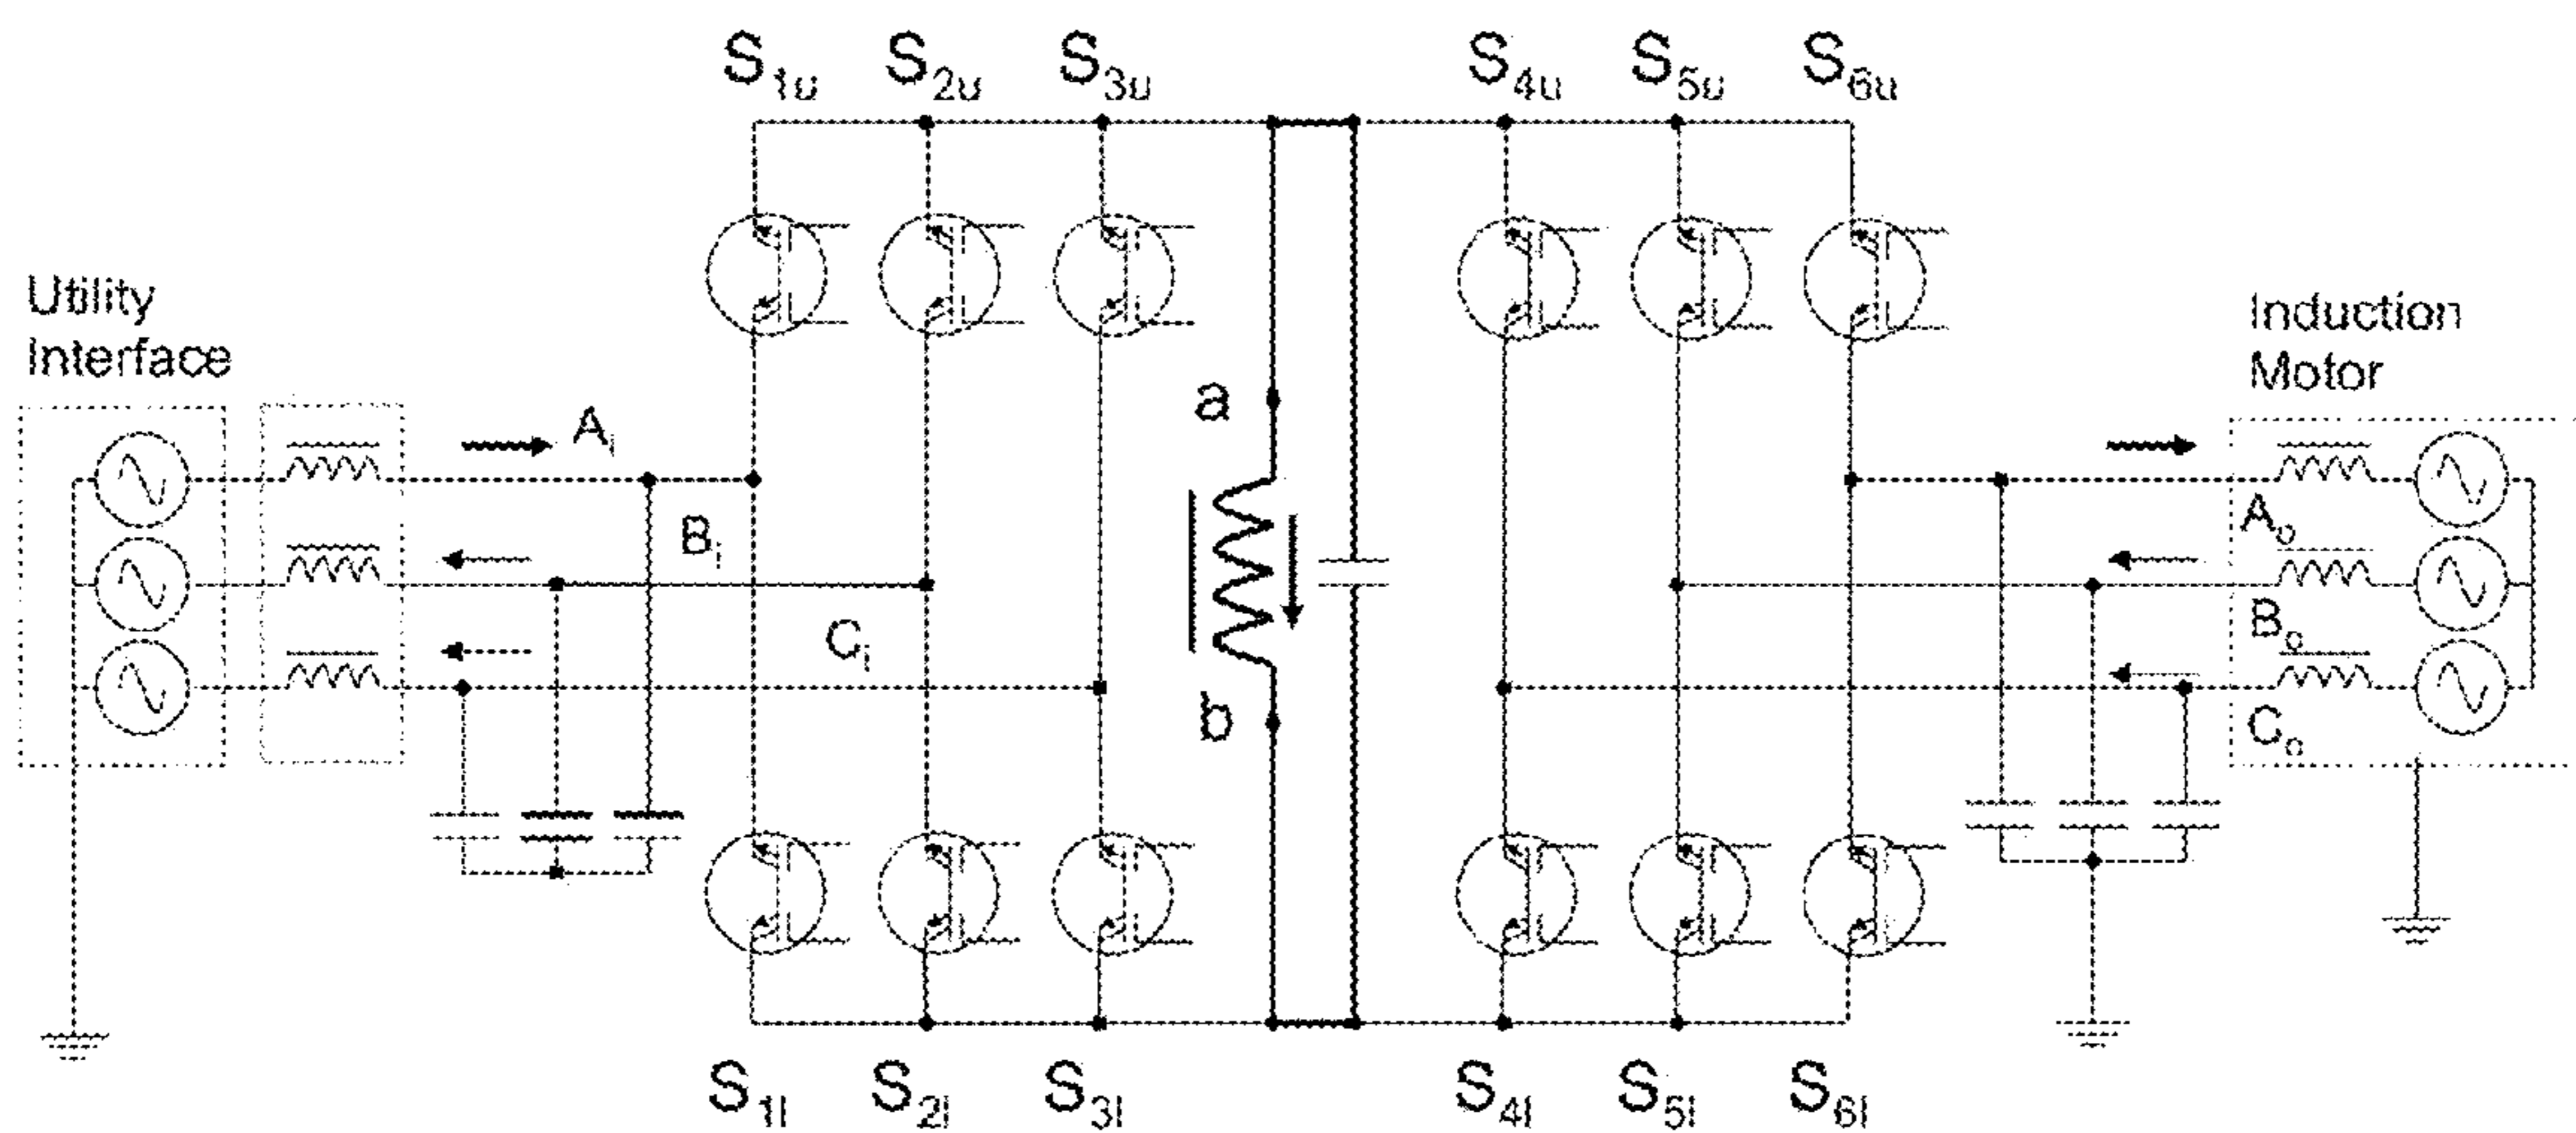 S1u S2u S3u S4u S5u S6u
Utility
Interface
Induction
Motor
Ai
Bi
Ci
a
b
Ao
Bo
Co
S1l S2l S3l S4l S5l S6l